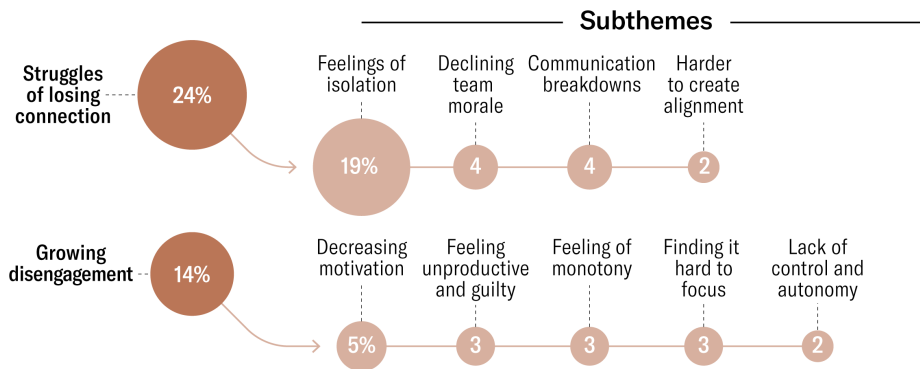 Subthemes
Struggles
of losing
connection
24%
Feelings of
isolation
19%
Declining
team
morale
4
Communication
breakdowns
4
Harder
to create
alignment
2
Growing
disengagement
14%
Decreasing
motivation
5%
Feeling
unproductive
and guilty
3
Feeling of
monotony
3
Finding it
hard to
focus
3
Lack of
control and
autonomy
2